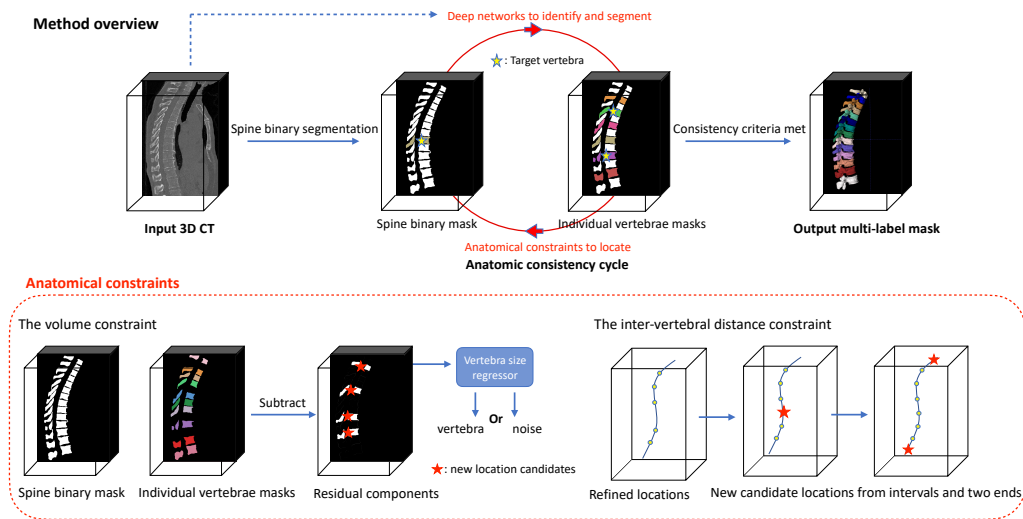 Method overview
Deep networks to identify and segment
: Target vertebra
Spine binary segmentation
Consistency criteria met
Input 3D CT
Spine binary mask
Individual vertebrae masks
Output multi-label mask
Anatomical constraints to locate
Anatomic consistency cycle
Anatomical constraints
The volume constraint
The inter-vertebral distance constraint
Vertebra size
regressor
Subtract
Or
vertebra
noise
: new location candidates
Spine binary mask
Individual vertebrae masks
Residual components
Refined locations
New candidate locations from intervals and two ends